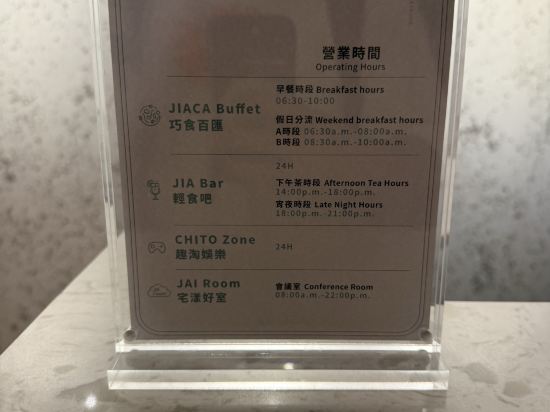 營業時間
Operating Hours
JIACA Buffet
巧食百匯
早餐時段 Breakfast hours
06:30-10:00
假日分流 Weekend breakfast hours
A時段 06:30a.m.-08:00a.m.
B時段 08:30a.m.-10:00a.m.
JIA Bar
輕食吧
24H
下午茶時段 Afternoon Tea Hours
14:00p.m.-18:00p.m.
宵夜時段 Late Night Hours
18:00p.m.-21:00p.m.
CHITO Zone
趣淘娛樂
24H
JAI Room
宅漾好室
會議室 Conference Room
08:00a.m.-22:00p.m.